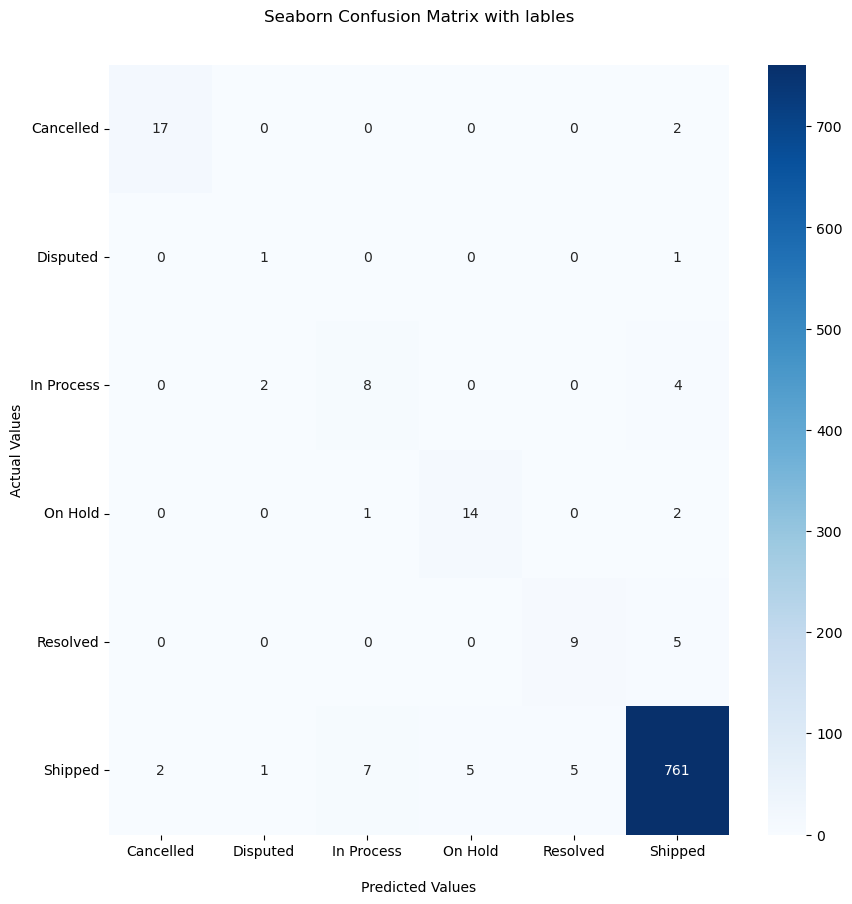 Seaborn Confusion Matrix with lables
Cancelled 17 0 0 0 0 2
Disputed 0 1 0 0 0 1
In Process 0 2 8 0 0 4
On Hold 0 0 1 14 0 2
Resolved 0 0 0 0 9 5
Shipped 2 1 7 5 5 761
Cancelled Disputed In Process On Hold Resolved Shipped
Predicted Values
Actual Values
700
600
500
400
300
200
100
0